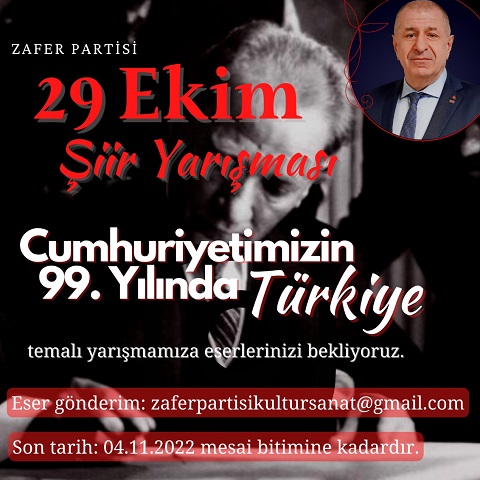 ZAFER PARTİSİ
29 Ekim
Şiir Yarışması
Cumhuriyetimizin
99. Yılında Türkiye
temalı yarışmamıza eserlerinizi bekliyoruz.
Eser gönderim: zaferpartisikultursanat@gmail.com
Son tarih: 04.11.2022 mesai bitimine kadardır.